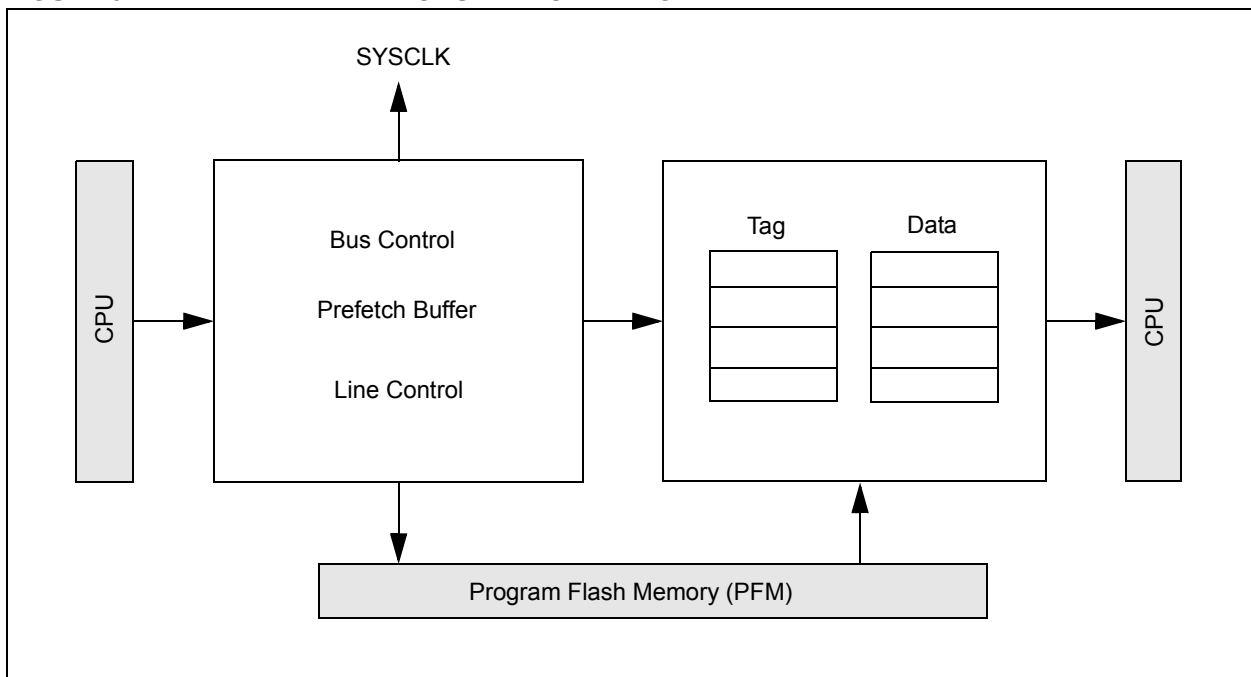 SYSCLK
CPU
Bus Control
Prefetch Buffer
Line Control
Tag
Data
CPU
Program Flash Memory (PFM)